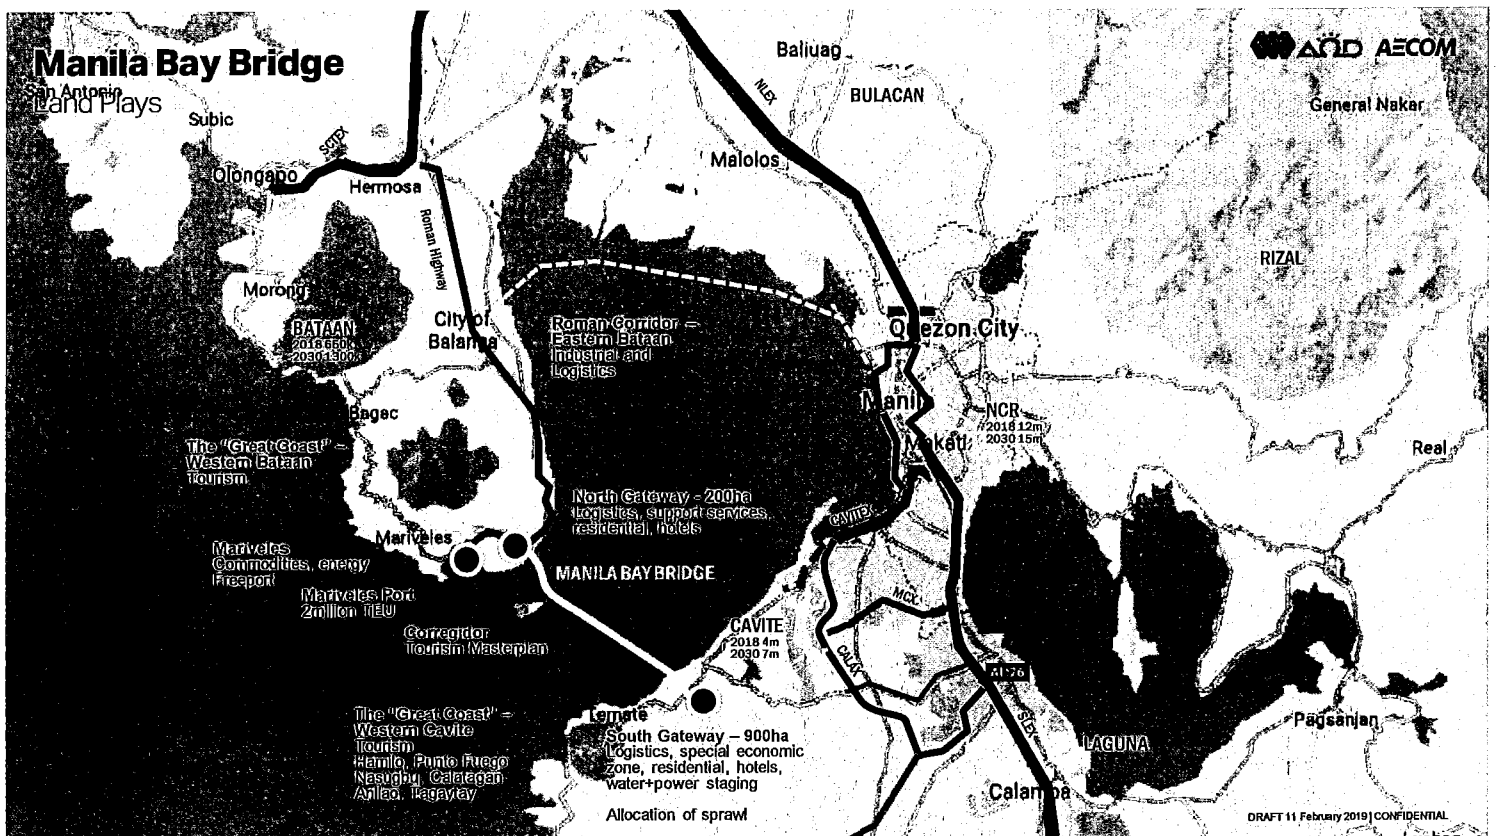 Manila Bay Bridge
Land Plays
San Antonio
Subic
SCTEX
Olongapo
Hermosa
Roman Highway
Morong
BATAAN
City of
Balanga
Bagac
NLEX
Baliuag
BULACAN
Malolos
AECOM
General Nakar
RIZAL
Quezon City
Manila
Makati
NCR
2018 12m
2030 15m
Real
Roman Corridor –
Eastern Bataan
Industrial and
Logistics
The "Great Coast" –
Western Bataan
Tourism
North Gateway - 200ha
Logistics, support services,
residential, hotels
CAVITEX
Mariveles
Mariveles
Commodities, energy
Freeport
MANILA BAY BRIDGE
Mariveles Port
2million TEU
Corregidor
Tourism Masterplan
CAVITE
2018 4m
2030 7m
MCX
CALAX
AH26
SLEX
Pagsanjan
LAGUNA
Calamba
The "Great Coast" –
Western Cavite
Tourism
Hamilo, Punto Fuego
Nasugbu, Calatagan
Anilao, Tagaytay
Ternate
South Gateway – 900ha
Logistics, special economic
zone, residential, hotels,
water+power staging
Allocation of sprawl
DRAFT 11 February 2019 | CONFIDENTIAL